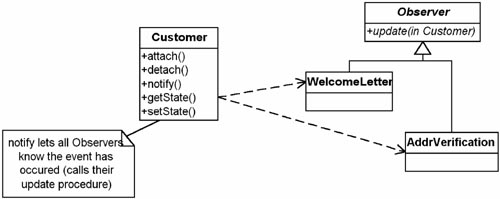 Observer
+update(in Customer)
Customer
+attach()
+detach()
+notify()
+getState()
+setState()
WelcomeLetter
AddrVerification
notify lets all Observers
know the event has
occured (calls their
update procedure)